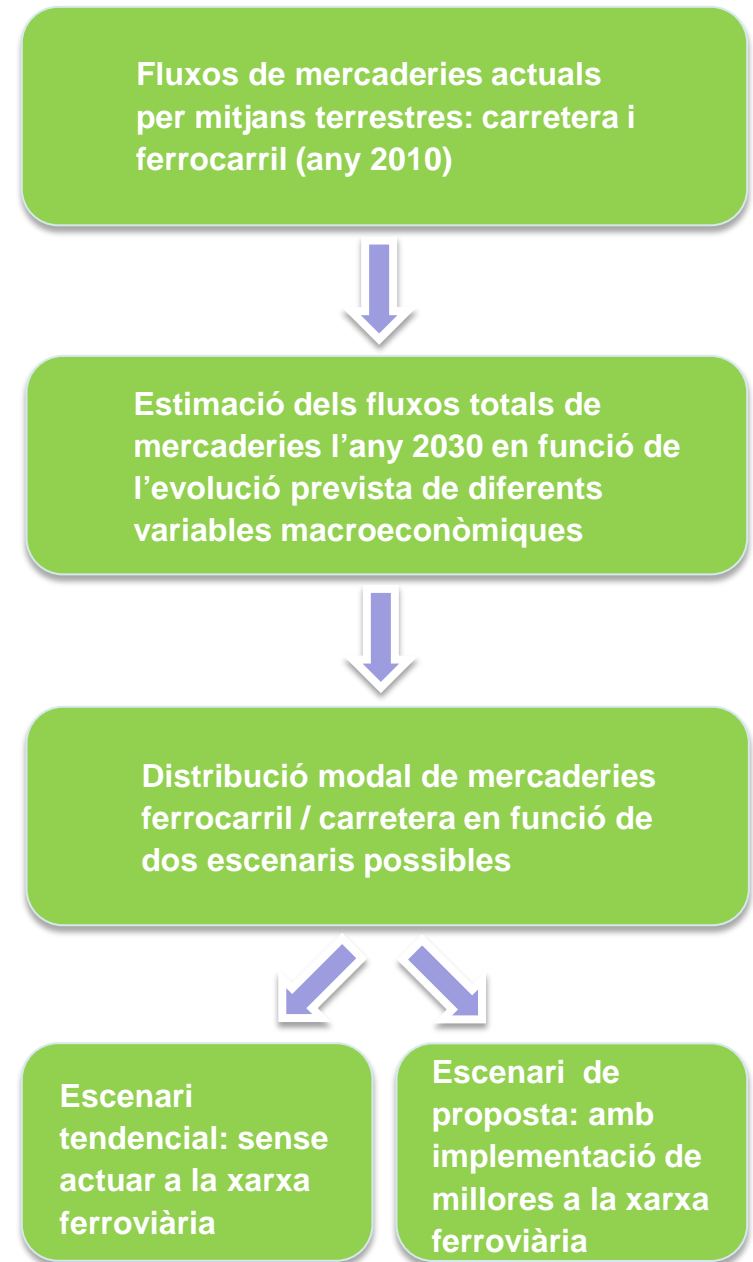 Fluxos de mercaderies actuals
per mitjans terrestres: carretera i
ferrocarril (any 2010)
Estimació dels fluxos totals de
mercaderies l’any 2030 en funció de
l’evolució prevista de diferents
variables macroeconòmiques
Distribució modal de mercaderies
ferrocarril / carretera en funció de
dos escenaris possibles
Escenari
tendencial: sense
actuar a la xarxa
ferroviària
Escenari de
proposta: amb
implementació de
millores a la xarxa
ferroviària